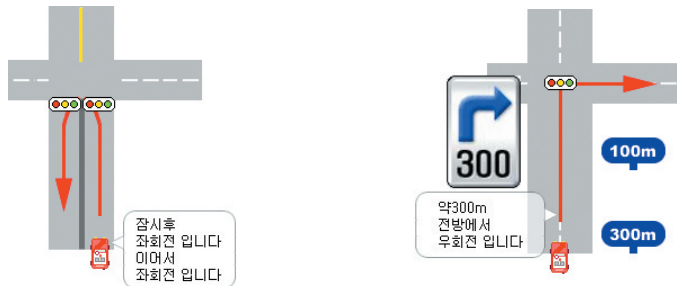 잠시후
좌회전 입니다
이어서
좌회전 입니다
300
약300m
전방에서
우회전 입니다
100m
300m